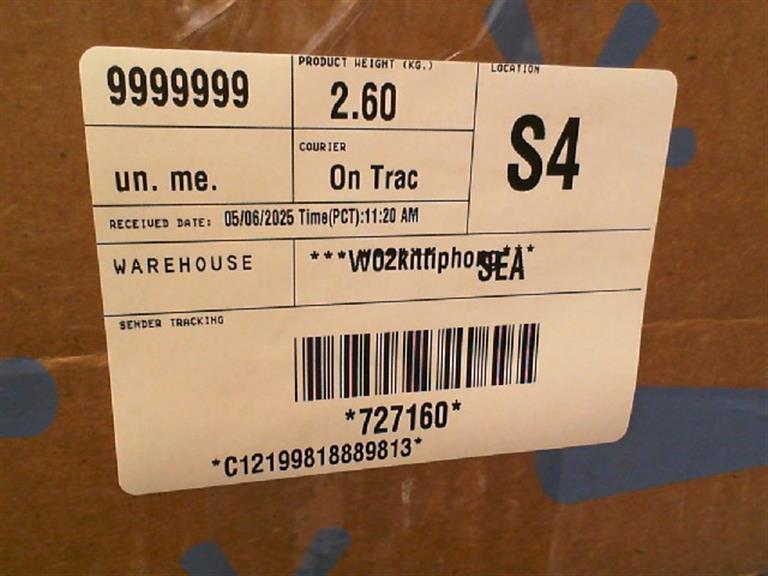 9999999
PRODUCT WEIGHT (KG.)
2.60
LOCATION
S4
un. me.
COURIER
On Trac
RECEIVED DATE: 05/06/2025 Time(PCT):11:20 AM
WAREHOUSE
SEA
SENDER TRACKING
*727160*
*C12199818889813*